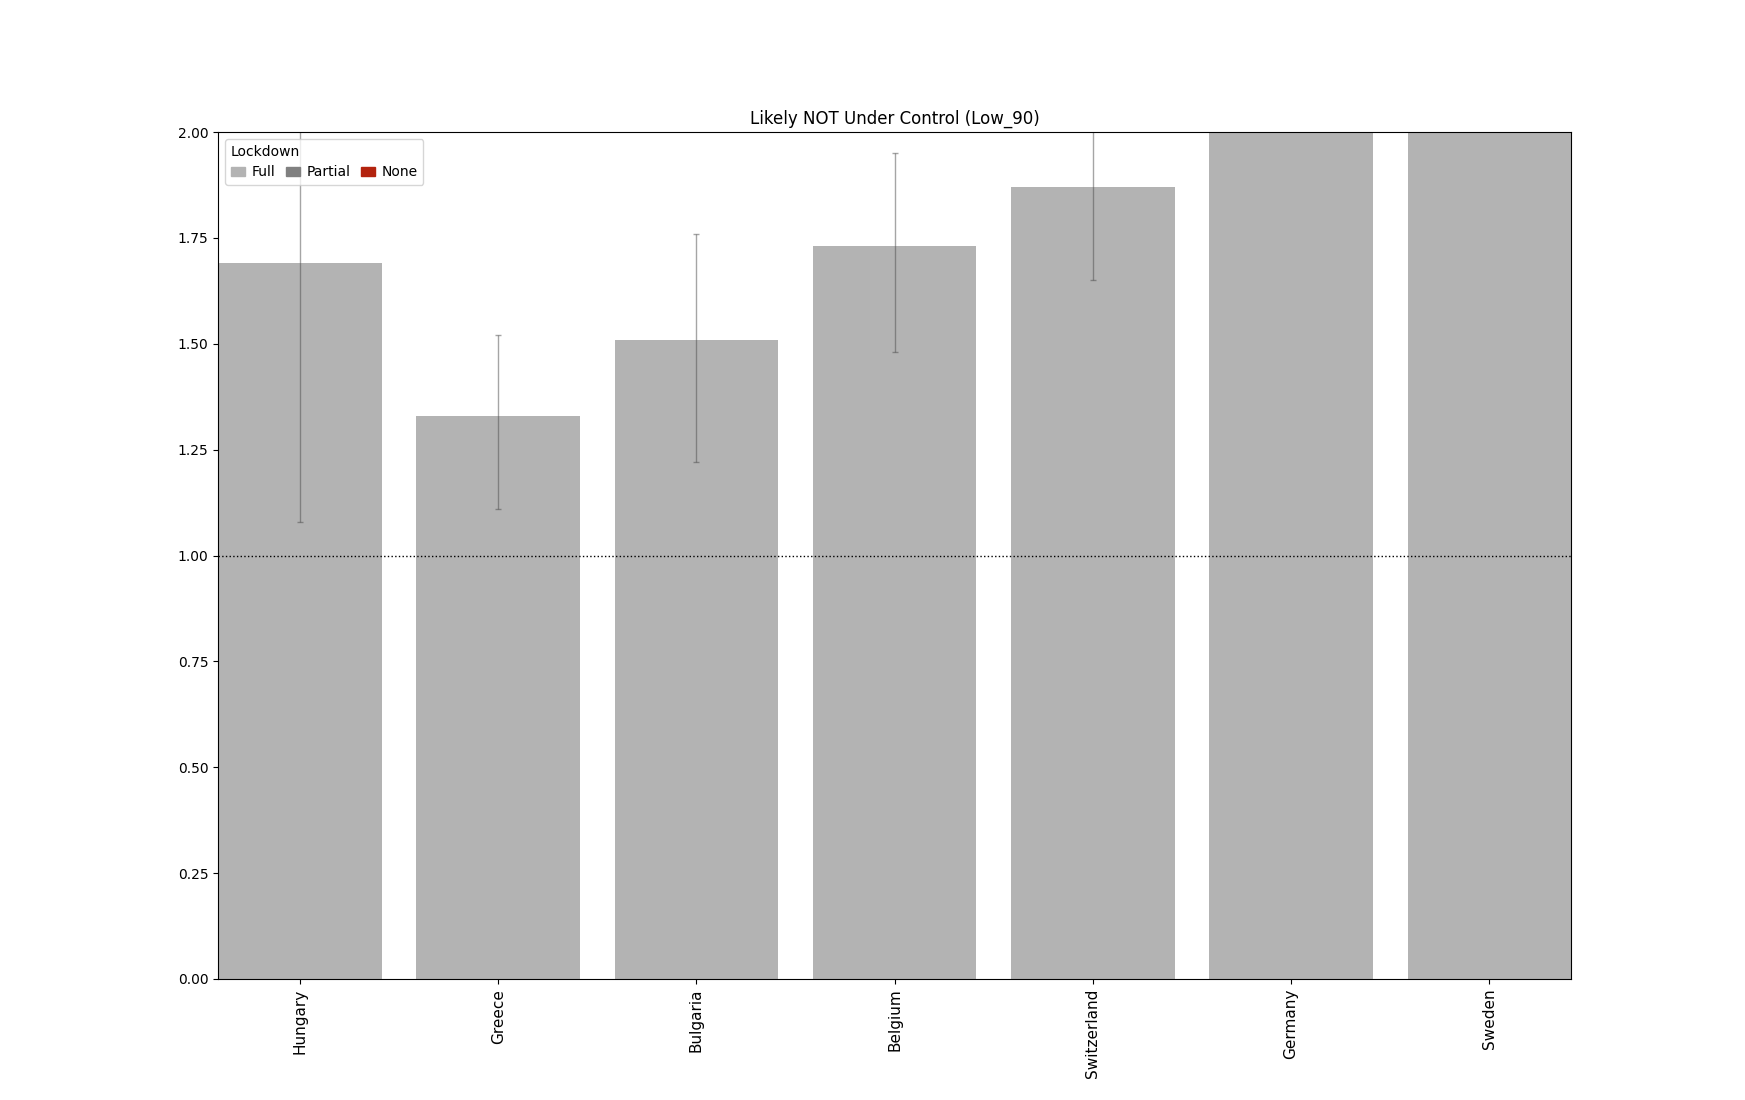 Likely NOT Under Control (Low_90)
Lockdown
Full Partial None
2.00
1.75
1.50
1.25
1.00
0.75
0.50
0.25
0.00
Hungary
Greece
Bulgaria
Belgium
Switzerland
Germany
Sweden